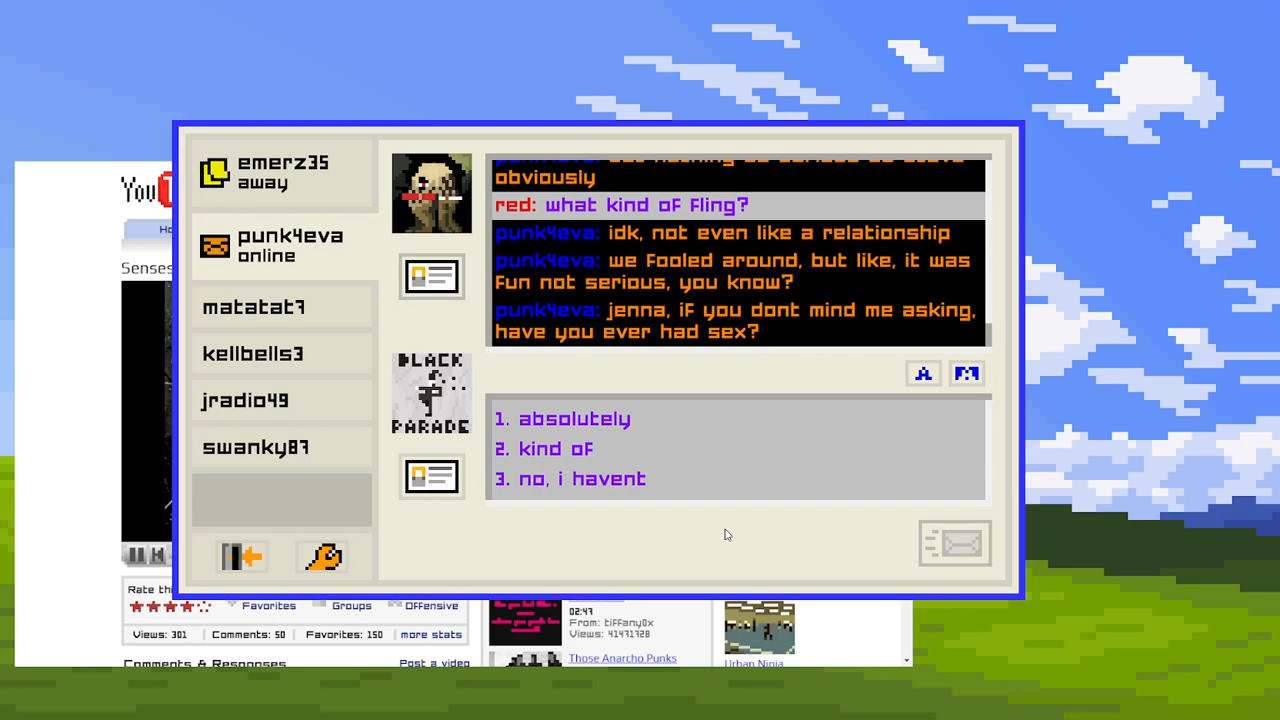 You
Ho
Senses
emerz35
away
punk4eva
online
matatat7
kellbells3
jradio49
swanky87
BLACK
PARADE
obviously
red: what kind of fling?
punk4eva: idk, not even like a relationship
punk4eva: we fooled around, but like, it was
fun not serious, you know?
punk4eva: jenna, if you dont mind me asking,
have you ever had sex?
A
1. absolutely
2. kind of
3. no, i havent
Rate thi
Favorites Groups Offensive
Views: 301 Comments: 50 Favorites: 150 more stats
Comments & Responses Post a video
02:47
From: tiffany0x
Views: 41471728
Those Anarcho Punks
Urban Ninja